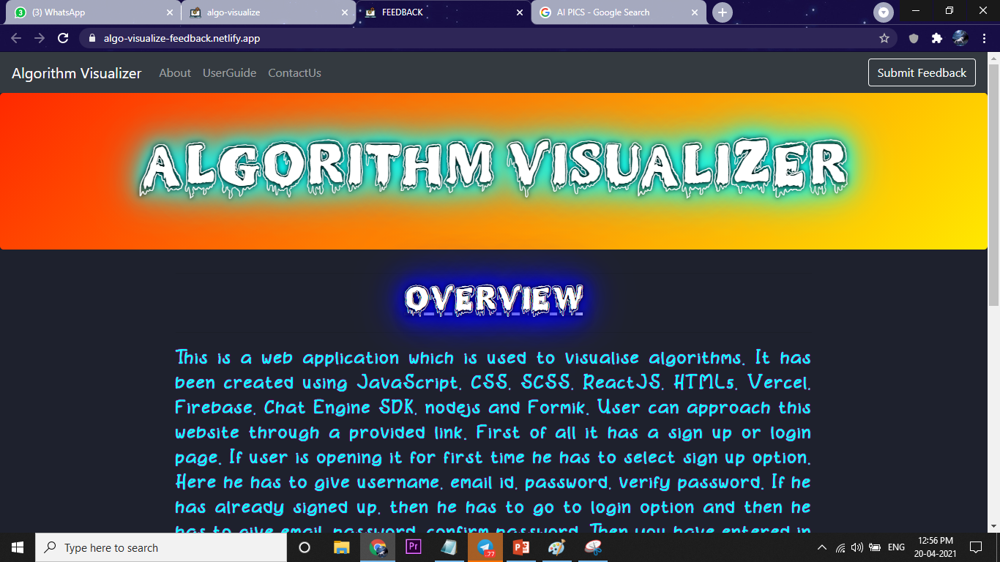 (3) WhatsApp
algo-visualize
FEEDBACK
AI PICS - Google Search
algo-visualize-feedback.netlify.app
Algorithm Visualizer
About
UserGuide
ContactUs
Submit Feedback
ALGORITHM VISUALIZER
OVERVIEW
This is a web application which is used to visualise algorithms. It has
been created using JavaScript, CSS, SCSS, ReactJS, HTML5, Vercel,
Firebase, Chat Engine SDK, nodejs and Formik. User can approach this
website through a provided link. First of all it has a sign up or login
page. If user is opening it for first time he has to select sign up option.
Here he has to give username, email id, password, verify password. If he
has already signed up, then he has to go to login option and then he
has to give email, password, confirm password. Then you have entered in
Type here to search
Pr
77
ENG
12:56 PM
20-04-2021